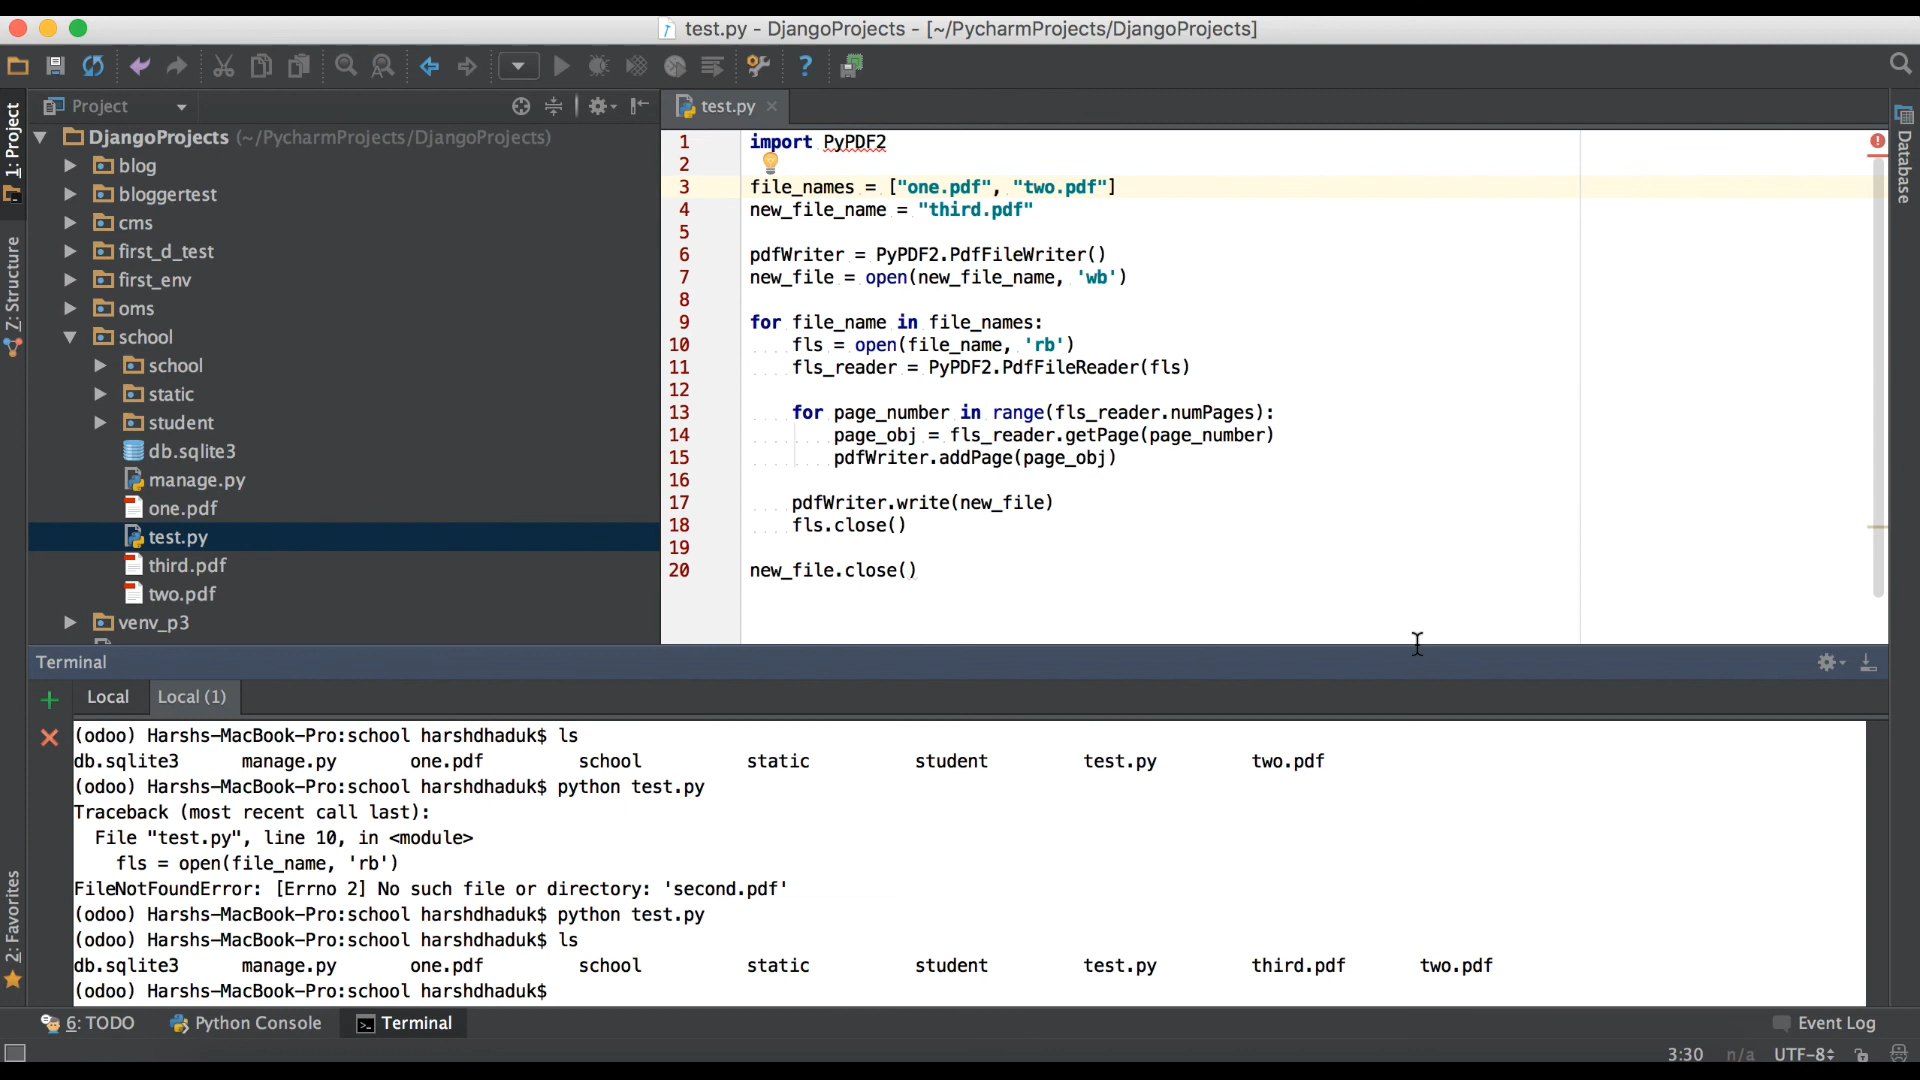 test.py - DjangoProjects - [~/PycharmProjects/DjangoProjects]
Project
test.py
1: Project
Z: Structure
2: Favorites
Database
DjangoProjects (~/PycharmProjects/DjangoProjects)
blog
bloggertest
cms
first_d_test
first_env
oms
school
school
static
student
db.sqlite3
manage.py
one.pdf
test.py
third.pdf
two.pdf
venv_p3
1 import PyPDF2
2
3 file_names = ["one.pdf", "two.pdf"]
4 new_file_name = "third.pdf"
5
6 pdfWriter = PyPDF2.PdfFileWriter()
7 new_file = open(new_file_name, 'wb')
8
9 for file_name in file_names:
10 fls = open(file_name, 'rb')
11 fls_reader = PyPDF2.PdfFileReader(fls)
12
13 for page_number in range(fls_reader.numPages):
14 page_obj = fls_reader.getPage(page_number)
15 pdfWriter.addPage(page_obj)
16
17 pdfWriter.write(new_file)
18 fls.close()
19
20 new_file.close()
Terminal
Local Local (1)
(odoo) Harshs-MacBook-Pro:school harshdhaduk$ ls
db.sqlite3 manage.py one.pdf school static student test.py two.pdf
(odoo) Harshs-MacBook-Pro:school harshdhaduk$ python test.py
Traceback (most recent call last):
File "test.py", line 10, in <module>
fls = open(file_name, 'rb')
FileNotFoundError: [Errno 2] No such file or directory: 'second.pdf'
(odoo) Harshs-MacBook-Pro:school harshdhaduk$ python test.py
(odoo) Harshs-MacBook-Pro:school harshdhaduk$ ls
db.sqlite3 manage.py one.pdf school static student test.py third.pdf two.pdf
(odoo) Harshs-MacBook-Pro:school harshdhaduk$
6: TODO Python Console Terminal Event Log
3:30 n/a UTF-8